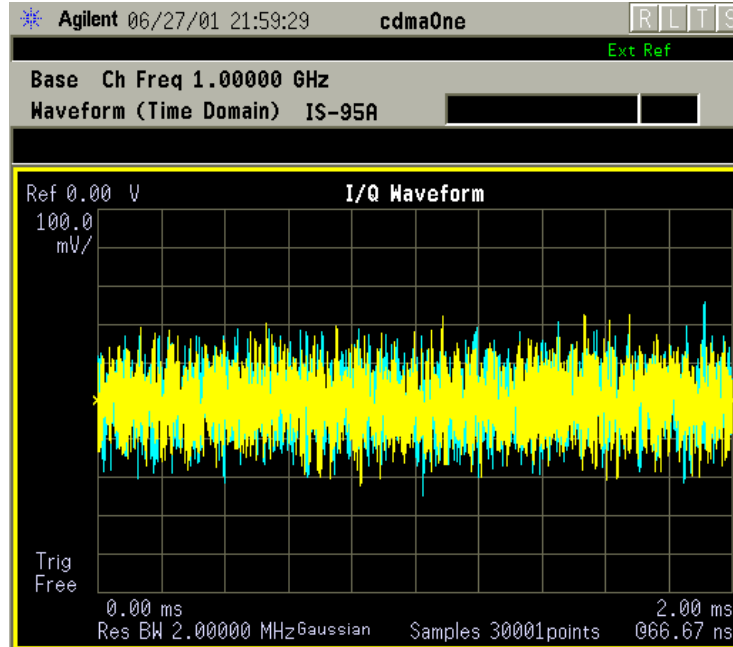 Agilent 06/27/01 21:59:29 cdmaOne R L T S
Ext Ref
Base Ch Freq 1.00000 GHz
Waveform (Time Domain) IS-95A
Ref 0.00 V I/Q Waveform
100.0
mV/
Trig
Free
0.00 ms 2.00 ms
Res BW 2.00000 MHz Gaussian Samples 30001points @66.67 ns